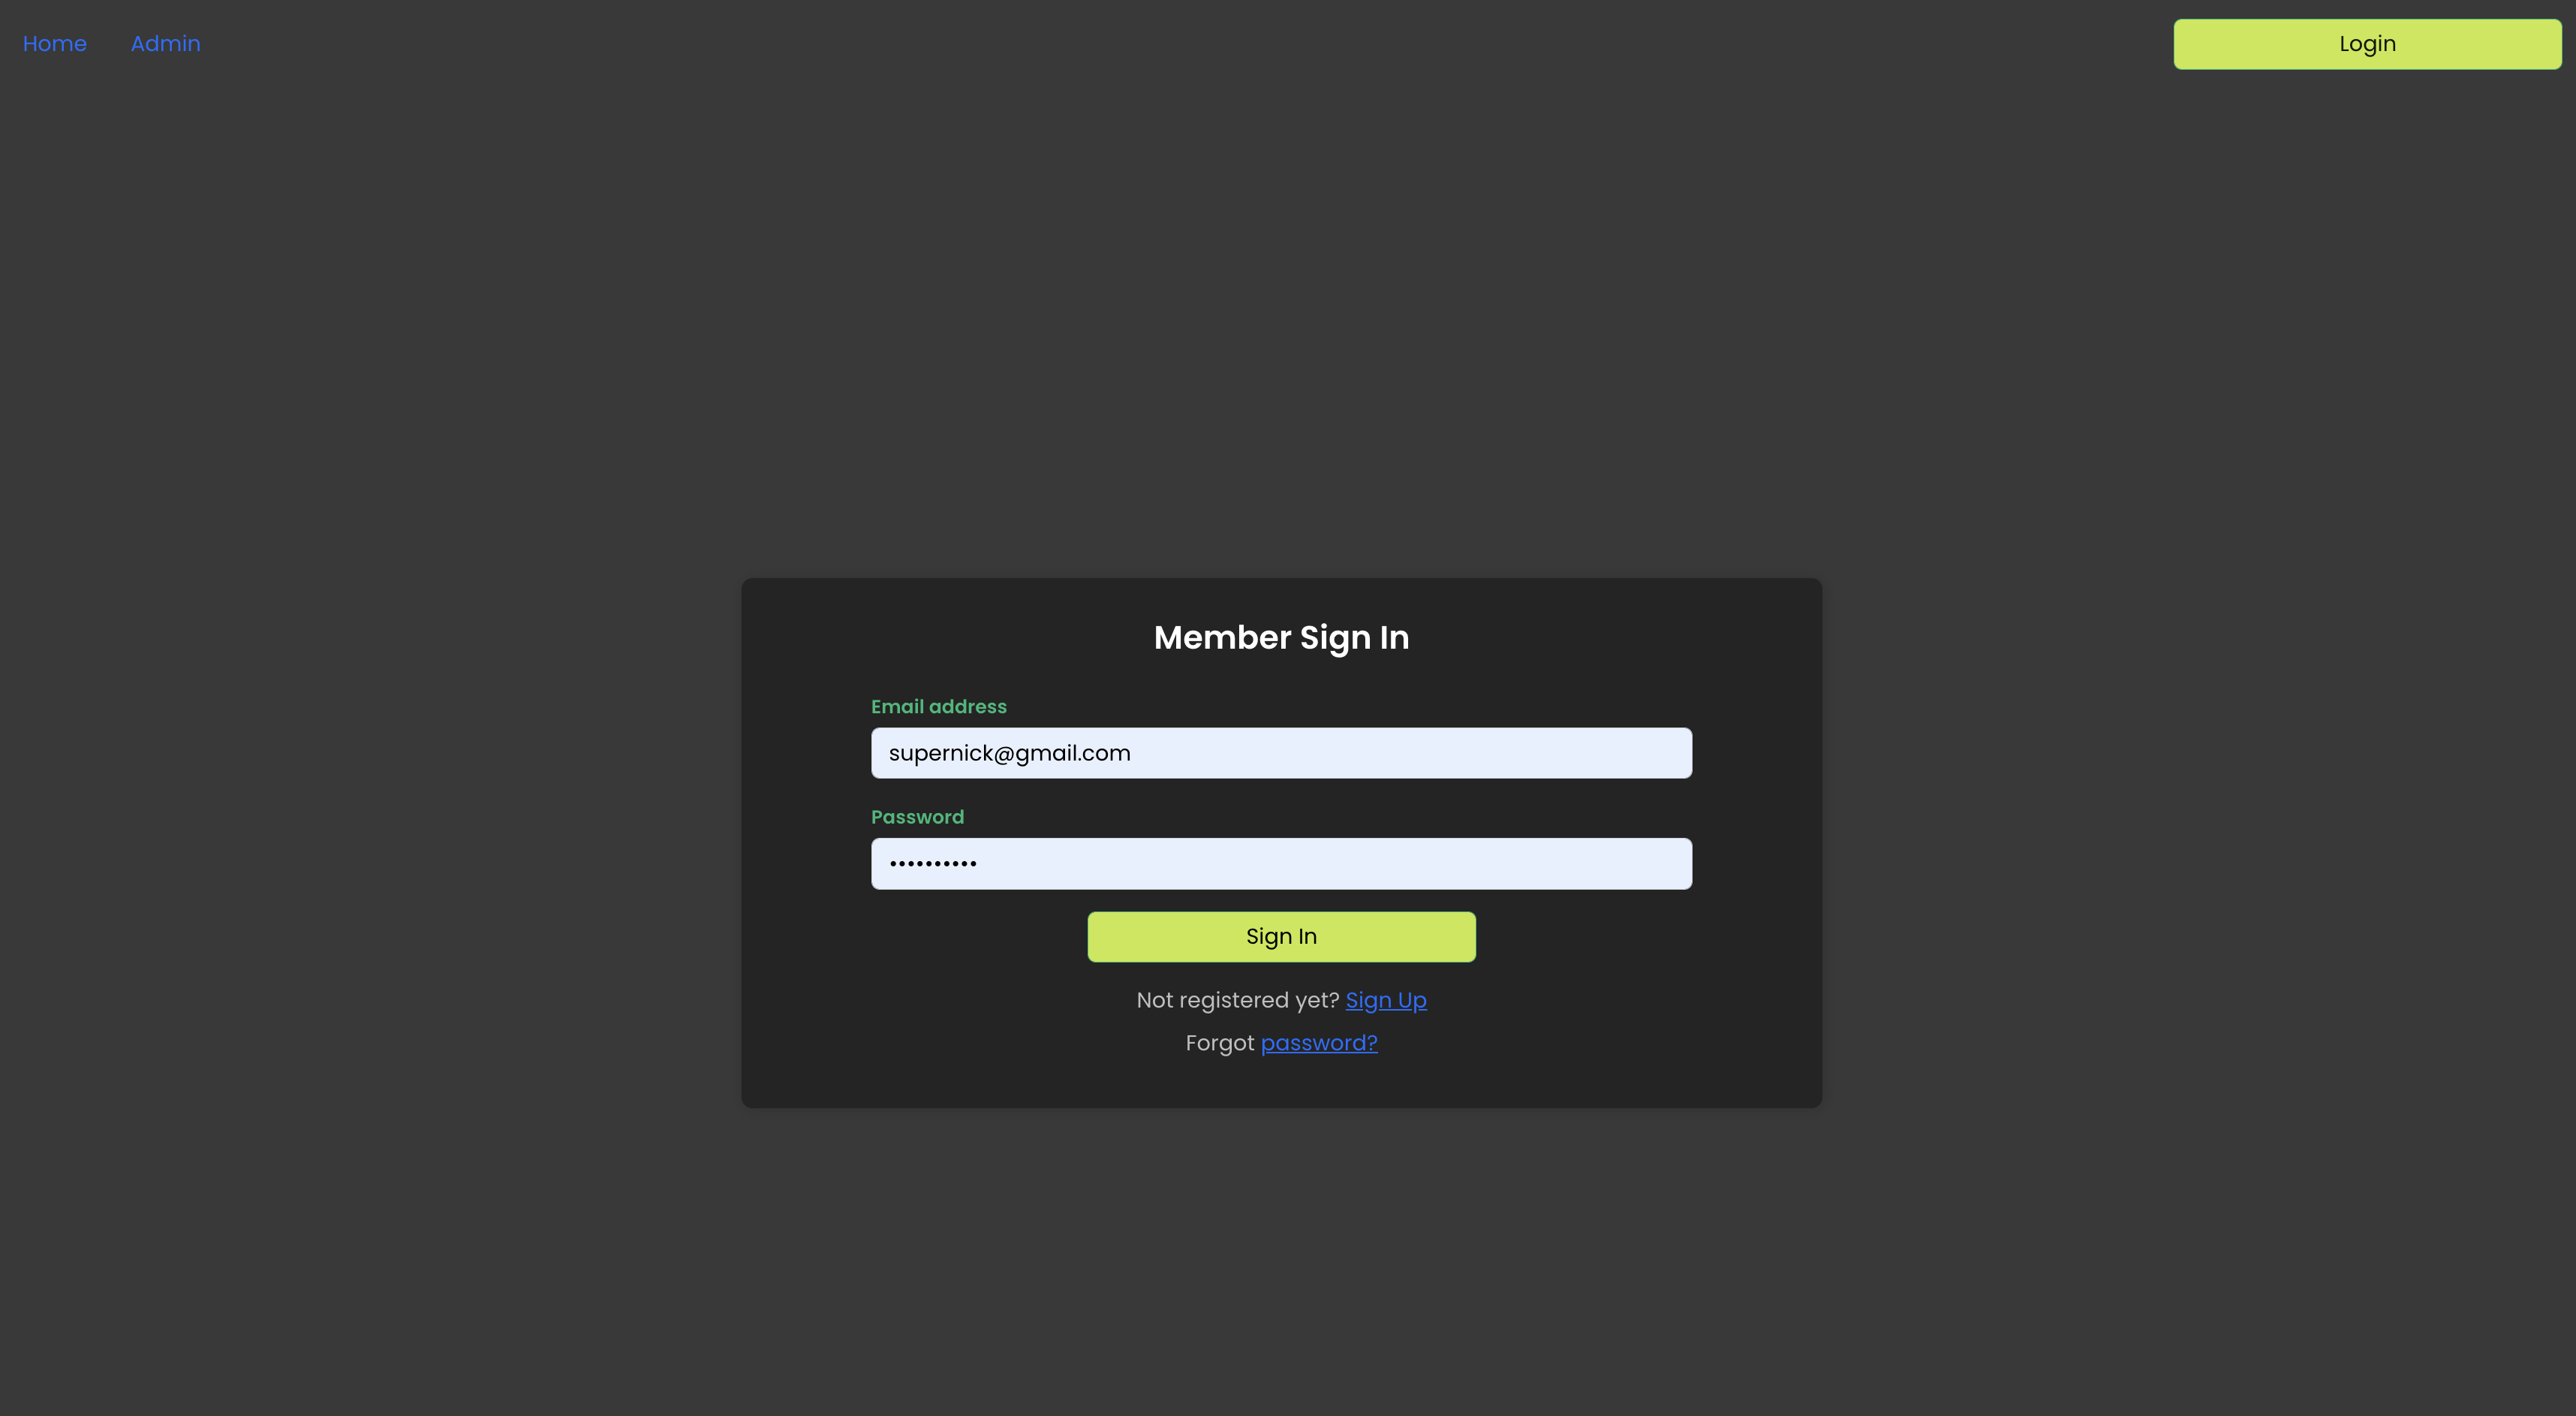 Home Admin Login
Member Sign In
Email address
supernick@gmail.com
Password
••••••••••
Sign In
Not registered yet? Sign Up
Forgot password?